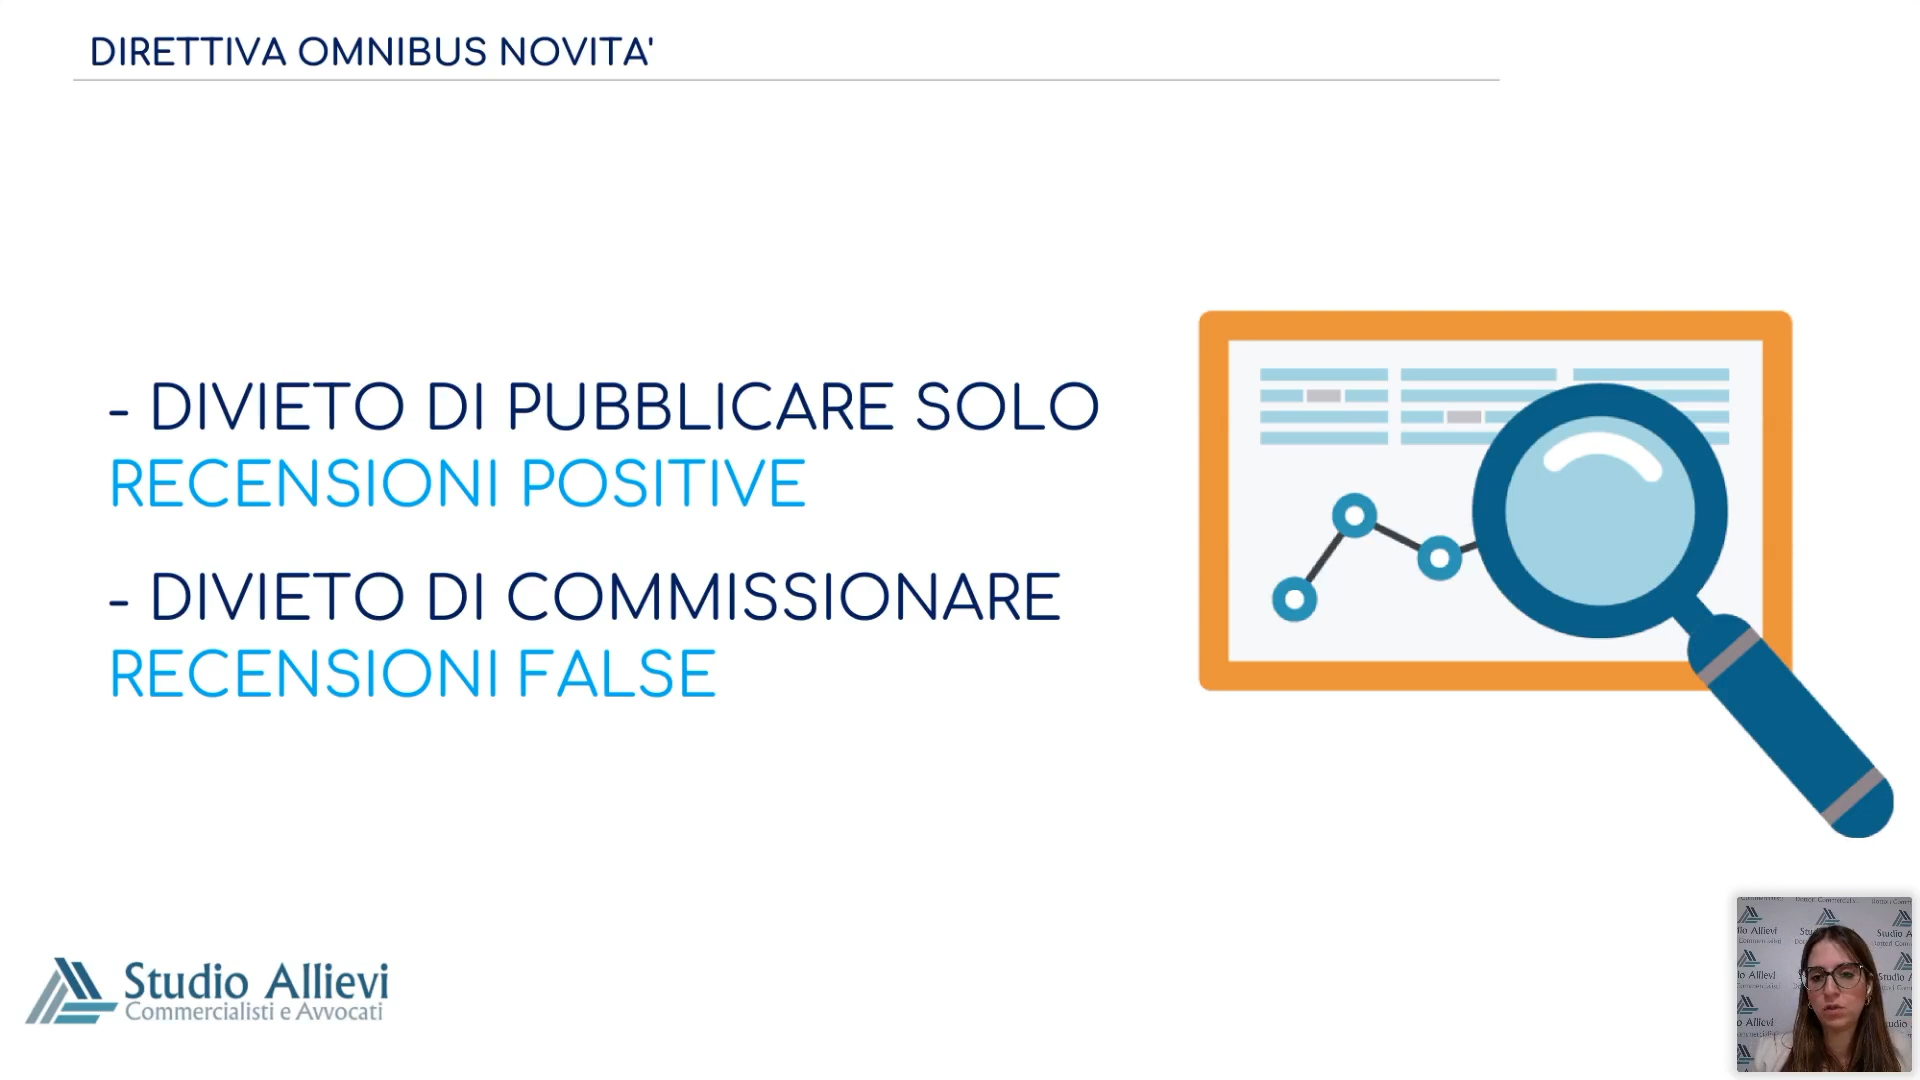 DIRETTIVA OMNIBUS NOVITA'
- DIVIETO DI PUBBLICARE SOLO
RECENSIONI POSITIVE
- DIVIETO DI COMMISSIONARE
RECENSIONI FALSE
Studio Allievi
Commercialisti e Avvocati